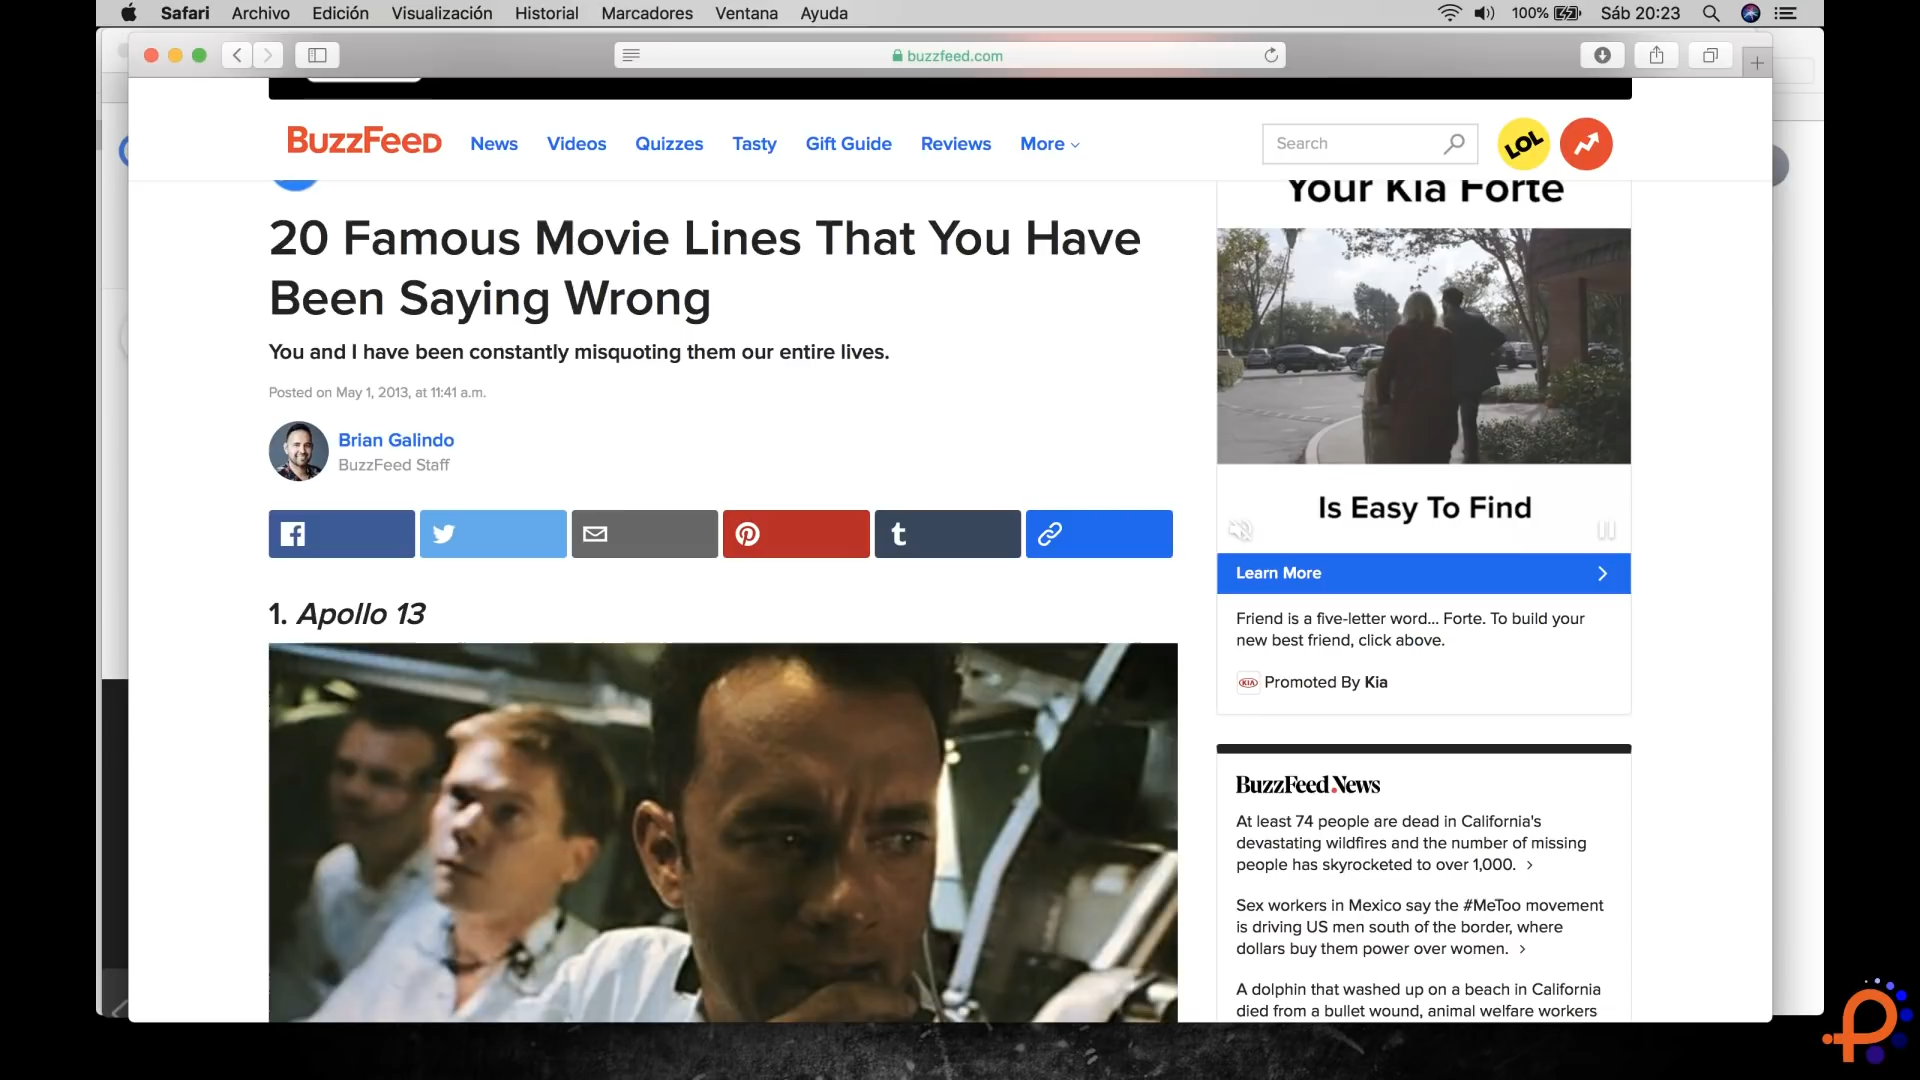 Safari Archivo Edición Visualización Historial Marcadores Ventana Ayuda 100% Sáb 20:23
buzzfeed.com
BuzzFeed News Videos Quizzes Tasty Gift Guide Reviews More Search LOL
20 Famous Movie Lines That You Have
Been Saying Wrong
You and I have been constantly misquoting them our entire lives.
Posted on May 1, 2013, at 11:41 a.m.
Brian Galindo
BuzzFeed Staff
1. Apollo 13
Your Kia Forte
Is Easy To Find
Learn More
Friend is a five-letter word... Forte. To build your
new best friend, click above.
KIA Promoted By Kia
BuzzFeed.News
At least 74 people are dead in California's
devastating wildfires and the number of missing
people has skyrocketed to over 1,000. >
Sex workers in Mexico say the #MeToo movement
is driving US men south of the border, where
dollars buy them power over women. >
A dolphin that washed up on a beach in California
died from a bullet wound, animal welfare workers